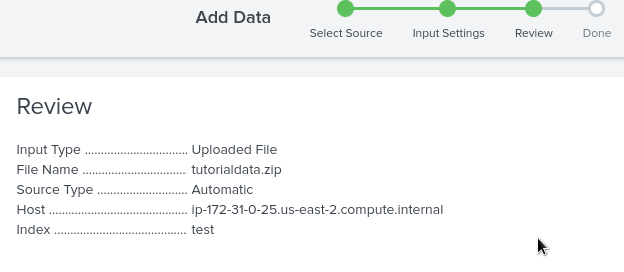 Add Data
Select Source Input Settings Review Done
Review
Input Type ................................ Uploaded File
File Name ................................. tutorialdata.zip
Source Type ............................ Automatic
Host ........................................... ip-172-31-0-25.us-east-2.compute.internal
Index ......................................... test